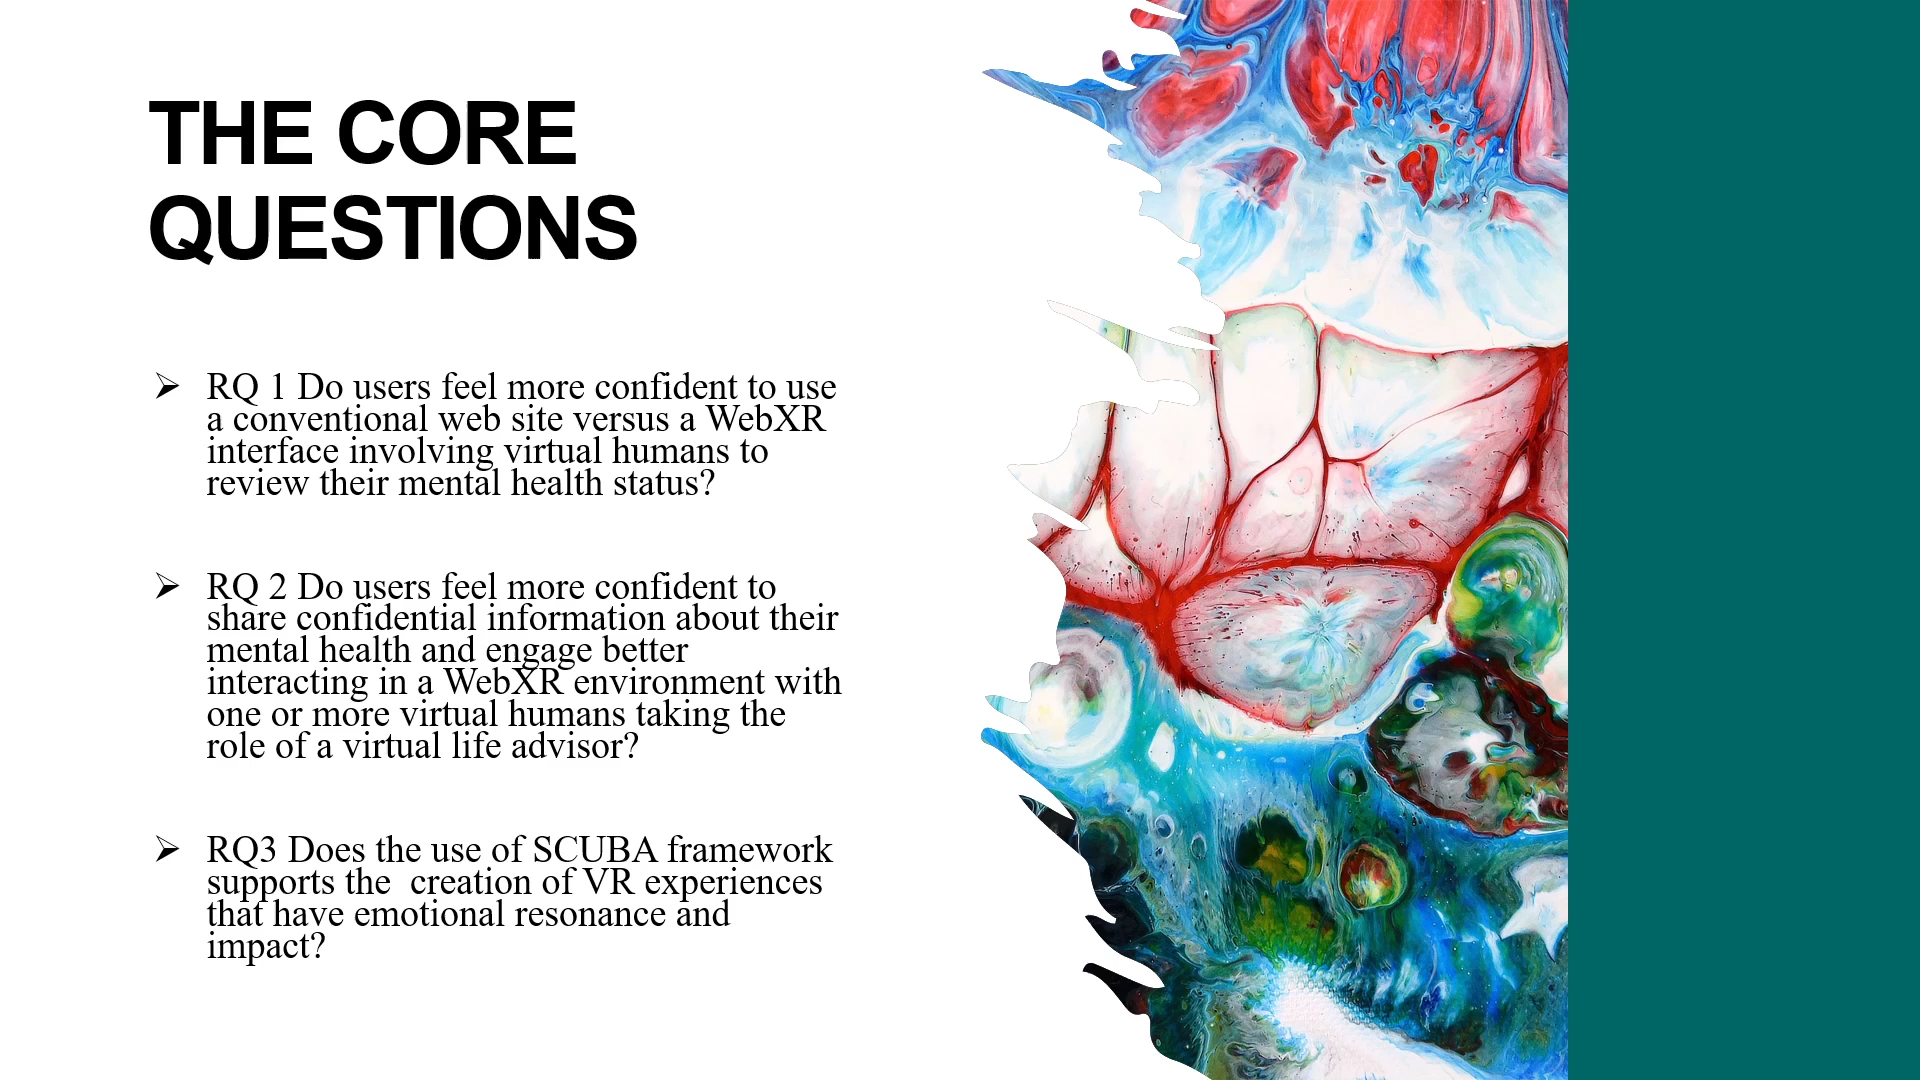 THE CORE
QUESTIONS
RQ 1 Do users feel more confident to use
a conventional web site versus a WebXR
interface involving virtual humans to
review their mental health status?
RQ 2 Do users feel more confident to
share confidential information about their
mental health and engage better
interacting in a WebXR environment with
one or more virtual humans taking the
role of a virtual life advisor?
RQ3 Does the use of SCUBA framework
supports the  creation of VR experiences
that have emotional resonance and
impact?